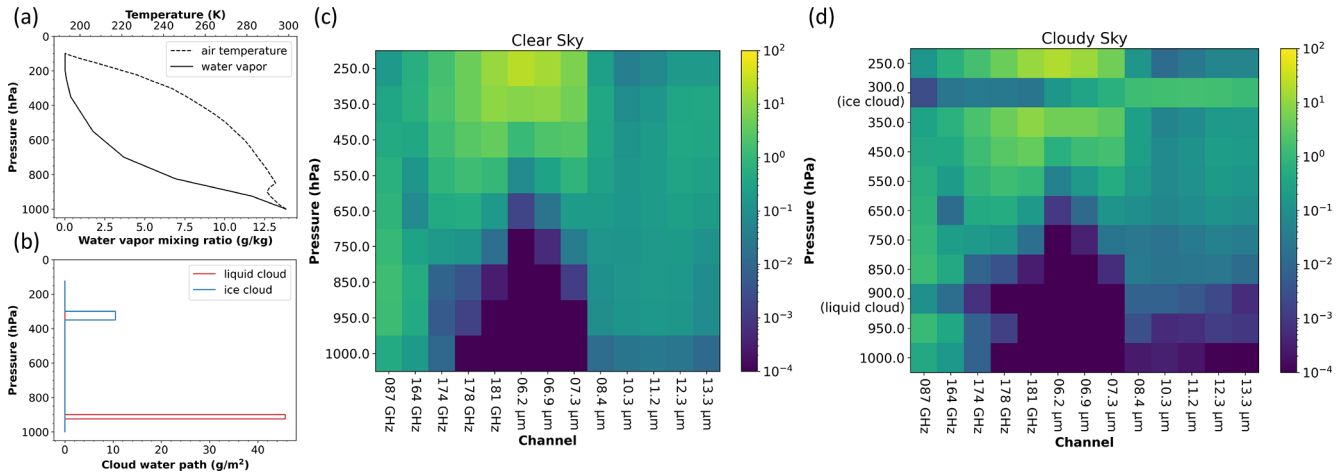 (a)
Temperature (K)
200 225 250 275 300
Pressure (hPa)
0
200
400
600
800
1000
air temperature
water vapor
0.0 2.5 5.0 7.5 10.0 12.5
Water vapor mixing ratio (g/kg)
(b)
Pressure (hPa)
0
200
400
600
800
1000
liquid cloud
ice cloud
0 10 20 30 40
Cloud water path (g/m²)
(c)
Clear Sky
Pressure (hPa)
250.0
350.0
450.0
550.0
650.0
750.0
850.0
950.0
1000.0
087 GHz
164 GHz
174 GHz
178 GHz
181 GHz
06.2 μm
06.9 μm
07.3 μm
08.4 μm
10.3 μm
11.2 μm
12.3 μm
13.3 μm
Channel
10²
10¹
10⁰
10⁻¹
10⁻²
10⁻³
10⁻⁴
(d)
Cloudy Sky
Pressure (hPa)
250.0
300.0
(ice cloud)
350.0
450.0
550.0
650.0
750.0
850.0
900.0
(liquid cloud)
950.0
1000.0
087 GHz
164 GHz
174 GHz
178 GHz
181 GHz
06.2 μm
06.9 μm
07.3 μm
08.4 μm
10.3 μm
11.2 μm
12.3 μm
13.3 μm
Channel
10²
10¹
10⁰
10⁻¹
10⁻²
10⁻³
10⁻⁴